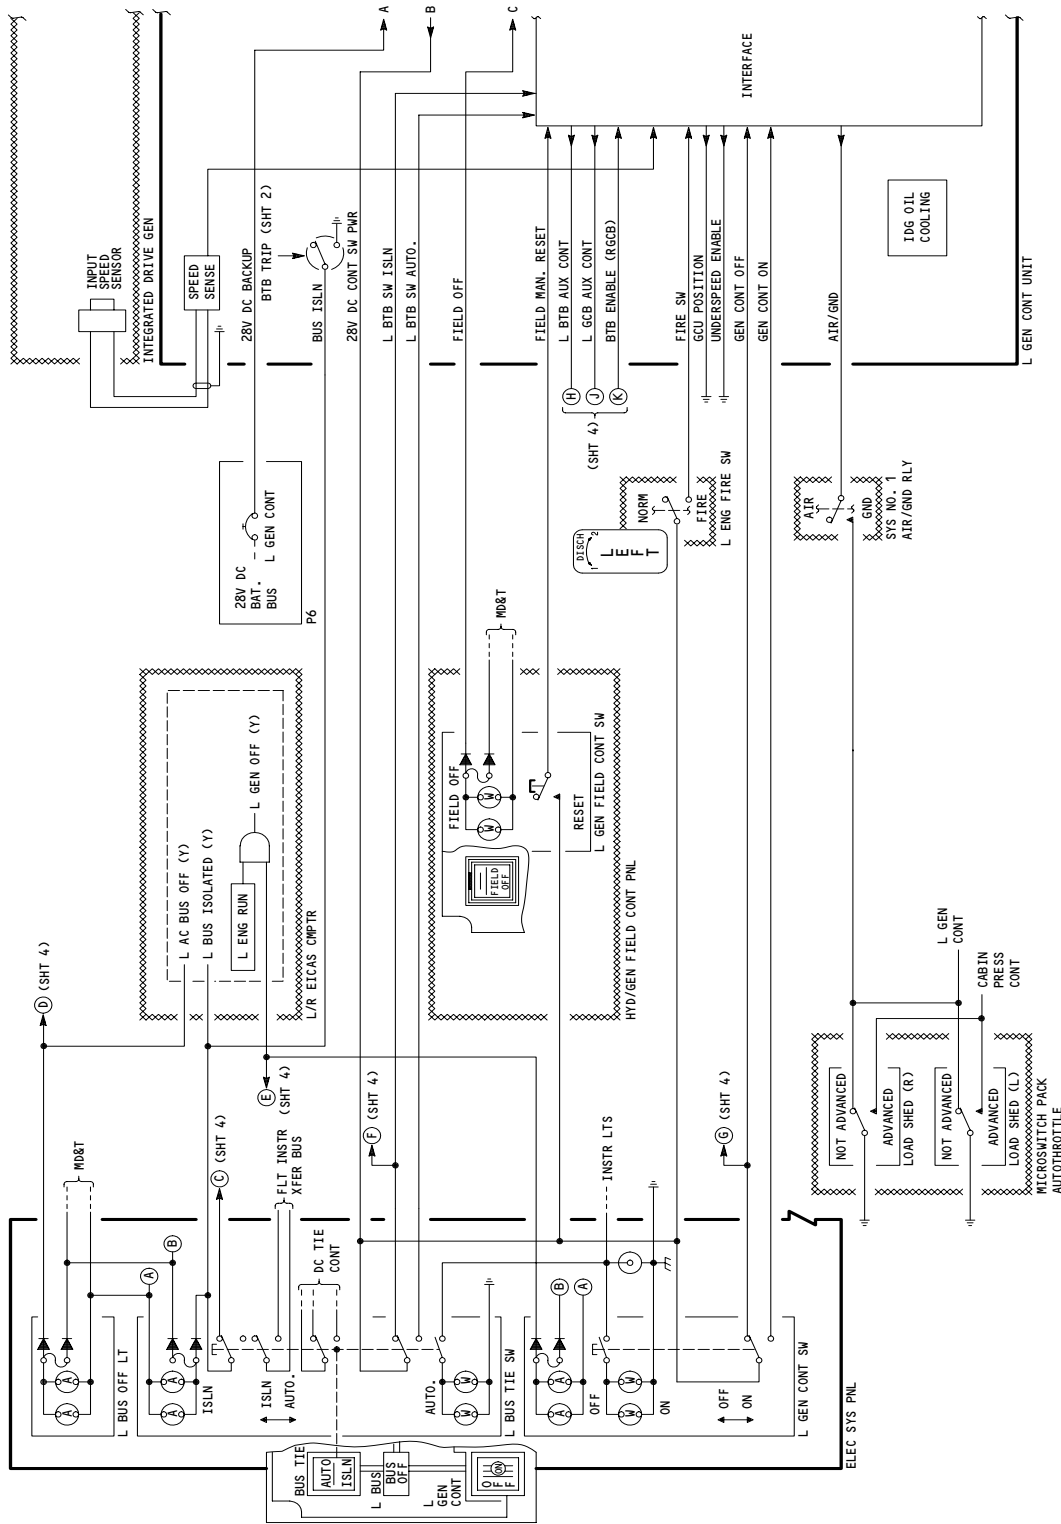 INPUT
SPEED
SENSOR
INTEGRATED DRIVE GEN
SPEED
SENSE
28V DC BACKUP
BTB TRIP (SHT 2)
BUS ISLN
28V DC CONT SW PWR
L BTB SW ISLN
L BTB SW AUTO.
FIELD OFF
FIELD MAN. RESET
L BTB AUX CONT
L GCB AUX CONT
BTB ENABLE (RGCB)
FIRE SW
GCU POSITION
UNDERSPEED ENABLE
GEN CONT OFF
GEN CONT ON
AIR/GND
A
B
C
INTERFACE
IDG OIL
COOLING
L GEN CONT UNIT
28V DC
BAT.
BUS
L GEN CONT
P6
H
J
K
(SHT 4)
DISCH
1 2
LEFT
NORM
FIRE
L ENG FIRE SW
AIR
GND
SYS NO. 1
AIR/GND RLY
L AC BUS OFF (Y)
L BUS ISOLATED (Y)
L ENG RUN
L GEN OFF (Y)
L/R EICAS CMPTR
MD&T
FIELD OFF
W
W
RESET
L GEN FIELD CONT SW
FIELD
OFF
HYD/GEN FIELD CONT PNL
L GEN
CONT
CABIN
PRESS
CONT
NOT ADVANCED
ADVANCED
LOAD SHED (R)
NOT ADVANCED
ADVANCED
LOAD SHED (L)
MICROSWITCH PACK
AUTOTHROTTLE
D (SHT 4)
E
(SHT 4)
C (SHT 4)
F (SHT 4)
G (SHT 4)
MD&T
FLT INSTR
XFER BUS
DC TIE
CONT
INSTR LTS
B
A
B
A
A
A
L BUS OFF LT
A
A
ISLN
ISLN
AUTO.
AUTO.
W
W
L BUS TIE SW
A
A
OFF
W
W
ON
OFF
ON
L GEN CONT SW
ELEC SYS PNL
BUS TIE
AUTO
ISLN
L BUS
BUS
OFF
L
GEN
CONT
ON
OFF